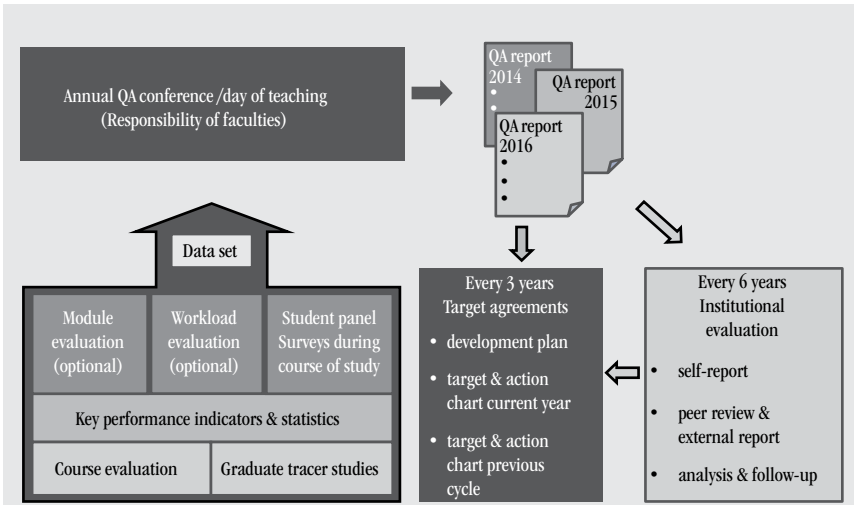 Annual QA conference /day of teaching
(Responsibility of faculties)
QA report
2014
•
•
QA report
2015
QA report
2016
•
•
•
Data set
Module
evaluation
(optional)
Workload
evaluation
(optional)
Student panel
Surveys during
course of study
Key performance indicators & statistics
Course evaluation
Graduate tracer studies
Every 3 years
Target agreements
• development plan
• target & action
chart current year
• target & action
chart previous
cycle
Every 6 years
Institutional
evaluation
• self-report
• peer review &
external report
• analysis & follow-up